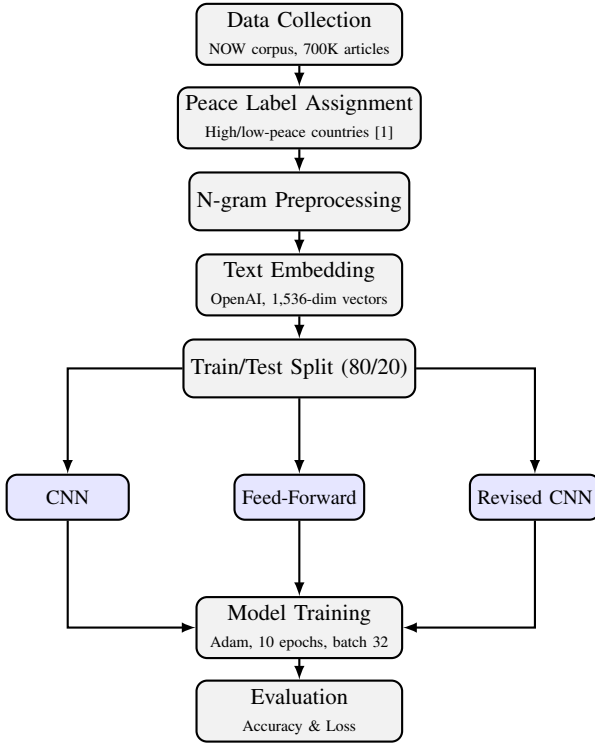 Data Collection
NOW corpus, 700K articles
Peace Label Assignment
High/low-peace countries [1]
N-gram Preprocessing
Text Embedding
OpenAI, 1,536-dim vectors
Train/Test Split (80/20)
CNN
Feed-Forward
Revised CNN
Model Training
Adam, 10 epochs, batch 32
Evaluation
Accuracy & Loss